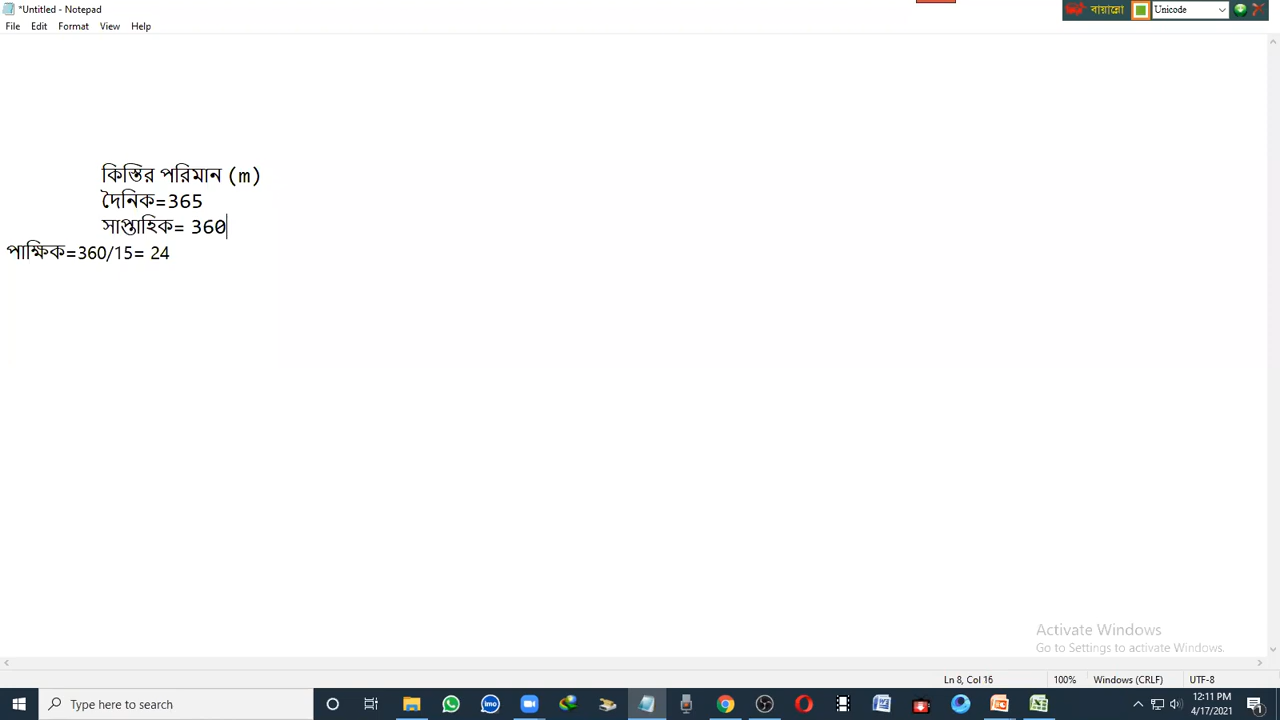 *Untitled - Notepad
বায়ান্নো
Unicode
File Edit Format View Help
কিস্তির পরিমান (m)
দৈনিক=365
সাপ্তাহিক= 360
পাক্ষিক=360/15= 24
Activate Windows
Go to Settings to activate Windows.
Ln 8, Col 16 100% Windows (CRLF) UTF-8
Type here to search
imo
12:11 PM
4/17/2021
1